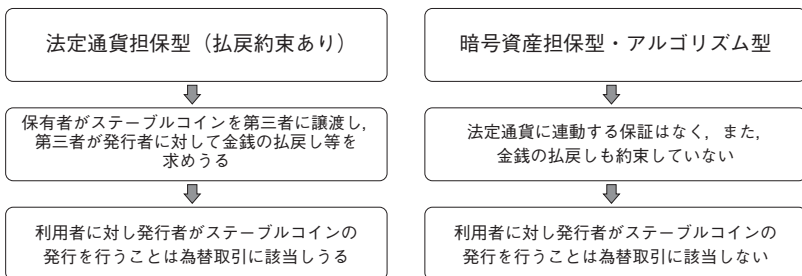 法定通貨担保型（払戻約束あり）
保有者がステーブルコインを第三者に譲渡し，
第三者が発行者に対して金銭の払戻し等を
求めうる
利用者に対し発行者がステーブルコインの
発行を行うことは為替取引に該当しうる
暗号資産担保型・アルゴリズム型
法定通貨に連動する保証はなく，また，
金銭の払戻しも約束していない
利用者に対し発行者がステーブルコインの
発行を行うことは為替取引に該当しない